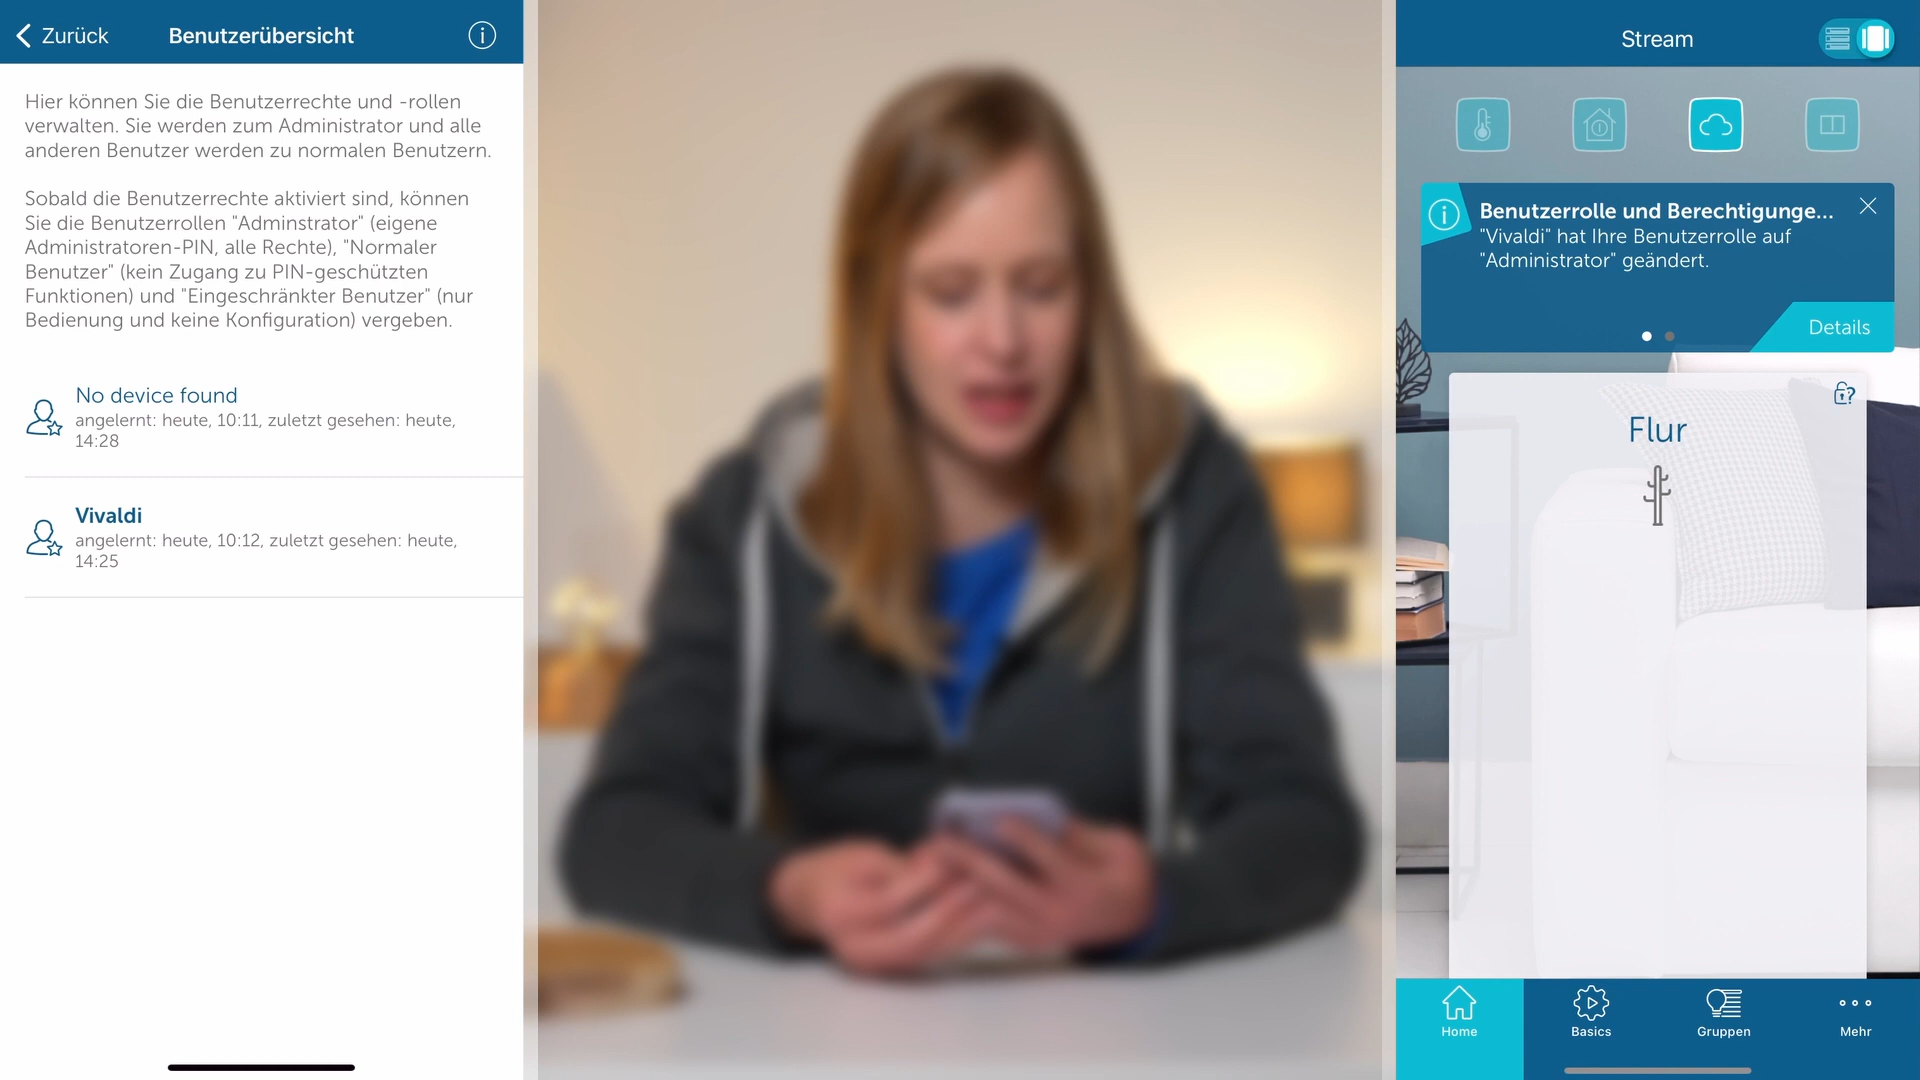 Zurück
Benutzerübersicht
Hier können Sie die Benutzerrechte und -rollen
verwalten. Sie werden zum Administrator und alle
anderen Benutzer werden zu normalen Benutzern.
Sobald die Benutzerrechte aktiviert sind, können
Sie die Benutzerrollen "Adminstrator" (eigene
Administratoren-PIN, alle Rechte), "Normaler
Benutzer" (kein Zugang zu PIN-geschützten
Funktionen) und "Eingeschränkter Benutzer" (nur
Bedienung und keine Konfiguration) vergeben.
No device found
angelernt: heute, 10:11, zuletzt gesehen: heute,
14:28
Vivaldi
angelernt: heute, 10:12, zuletzt gesehen: heute,
14:25
Stream
Benutzerrolle und Berechtigunge...
"Vivaldi" hat Ihre Benutzerrolle auf
"Administrator" geändert.
Details
Flur
Home
Basics
Gruppen
Mehr